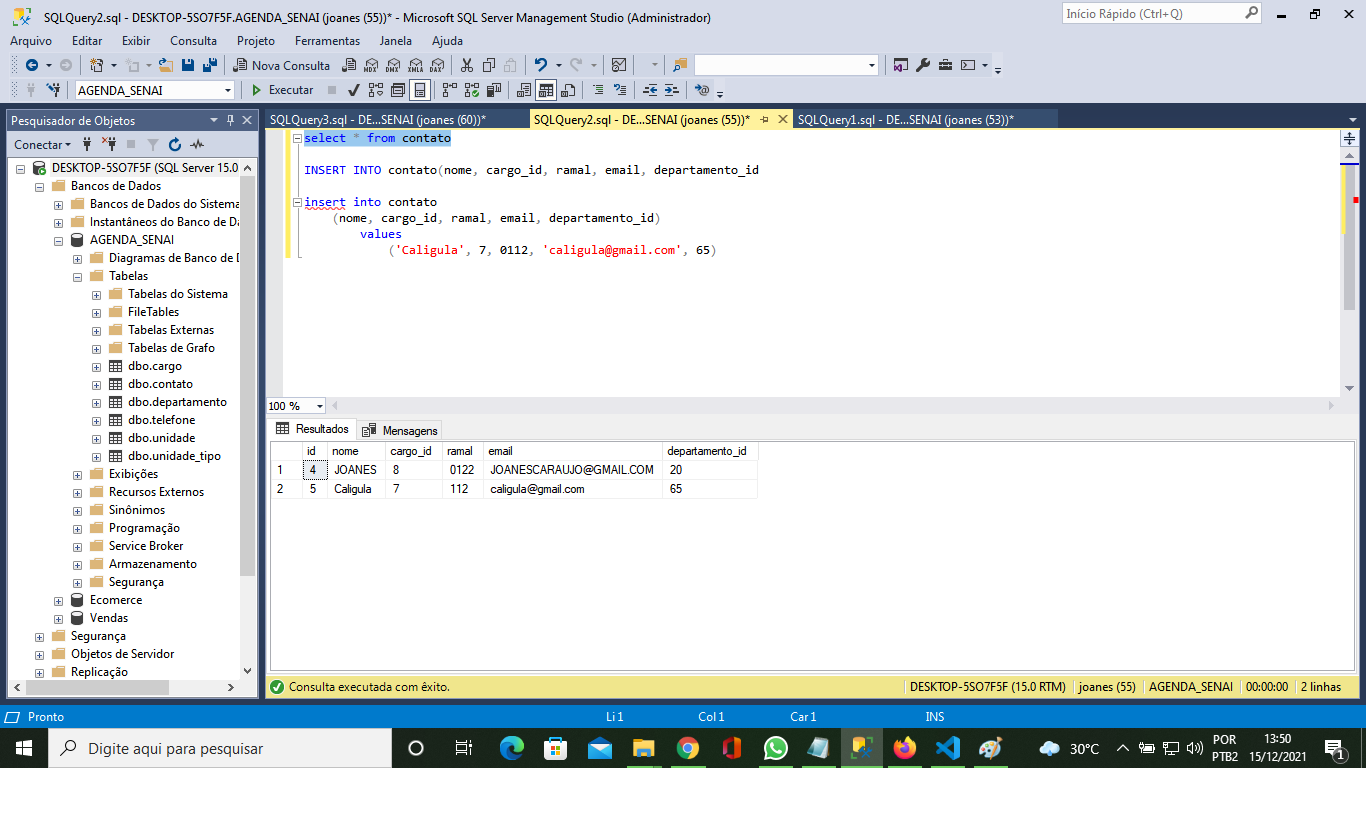 SQLQuery2.sql - DESKTOP-5SO7F5F.AGENDA_SENAI (joanes (55))* - Microsoft SQL Server Management Studio (Administrador)
Início Rápido (Ctrl+Q)
Arquivo Editar Exibir Consulta Projeto Ferramentas Janela Ajuda
Nova Consulta MDX DMX XMLA DAX
AGENDA_SENAI Executar
Pesquisador de Objetos
SQLQuery3.sql - DE...SENAI (joanes (60))* SQLQuery2.sql - DE...SENAI (joanes (55))* SQLQuery1.sql - DE...SENAI (joanes (53))*
Conectar
DESKTOP-5SO7F5F (SQL Server 15.0
Bancos de Dados
Bancos de Dados do Sistema
Instantâneos do Banco de Da
AGENDA_SENAI
Diagramas de Banco de D
Tabelas
Tabelas do Sistema
FileTables
Tabelas Externas
Tabelas de Grafo
dbo.cargo
dbo.contato
dbo.departamento
dbo.telefone
dbo.unidade
dbo.unidade_tipo
Exibições
Recursos Externos
Sinônimos
Programação
Service Broker
Armazenamento
Segurança
Ecomerce
Vendas
Segurança
Objetos de Servidor
Replicação
select * from contato
INSERT INTO contato(nome, cargo_id, ramal, email, departamento_id
insert into contato
(nome, cargo_id, ramal, email, departamento_id)
values
('Caligula', 7, 0112, 'caligula@gmail.com', 65)
100 %
Resultados Mensagens
id nome cargo_id ramal email departamento_id
1 4 JOANES 8 0122 JOANESCARAUJO@GMAIL.COM 20
2 5 Caligula 7 112 caligula@gmail.com 65
Consulta executada com êxito. DESKTOP-5SO7F5F (15.0 RTM) joanes (55) AGENDA_SENAI 00:00:00 2 linhas
Pronto Li 1 Col 1 Car 1 INS
Digite aqui para pesquisar
30°C
POR
PTB2
13:50
15/12/2021
1